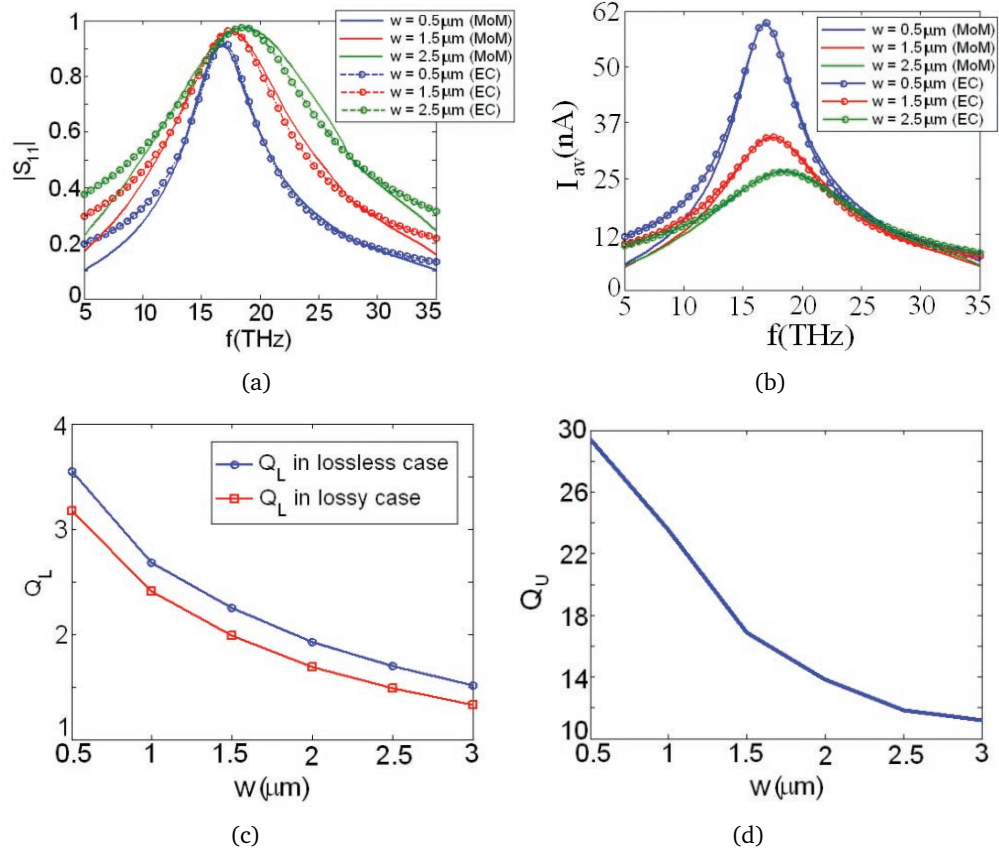 |S₁₁|
1
0.8
0.6
0.4
0.2
0
5 10 15 20 25 30 35
f(THz)
w = 0.5μm (MoM)
w = 1.5μm (MoM)
w = 2.5μm (MoM)
w = 0.5μm (EC)
w = 1.5μm (EC)
w = 2.5μm (EC)
(a)
I_av(nA)
62
50
37
25
12
0
5 10 15 20 25 30 35
f(THz)
w = 0.5μm (MoM)
w = 1.5μm (MoM)
w = 2.5μm (MoM)
w = 0.5μm (EC)
w = 1.5μm (EC)
w = 2.5μm (EC)
(b)
Q_L
4
3
2
1
0.5 1 1.5 2 2.5 3
w(μm)
Q_L in lossless case
Q_L in lossy case
(c)
Q_U
30
26
22
18
14
10
0.5 1 1.5 2 2.5 3
w(μm)
(d)